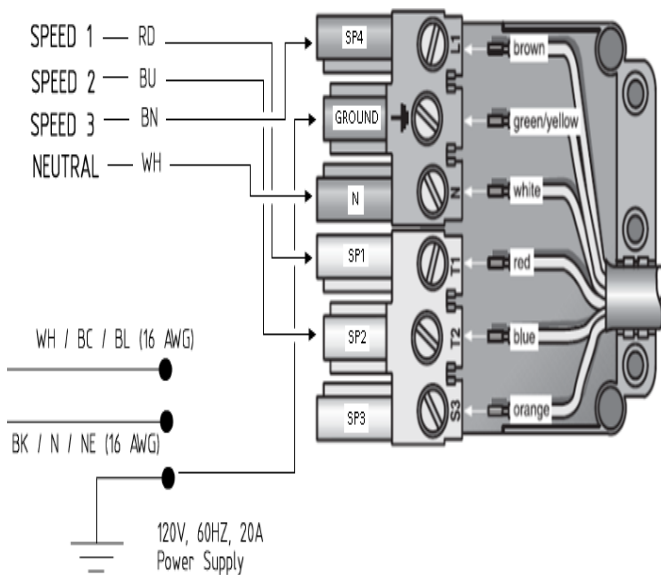 SPEED 1 — RD
SPEED 2 — BU
SPEED 3 — BN
NEUTRAL — WH
SP4
GROUND
N
SP1
SP2
SP3
L1
N
T1
T2
S3
brown
green/yellow
white
red
blue
orange
WH / BC / BL (16 AWG)
BK / N / NE (16 AWG)
120V, 60HZ, 20A
Power Supply